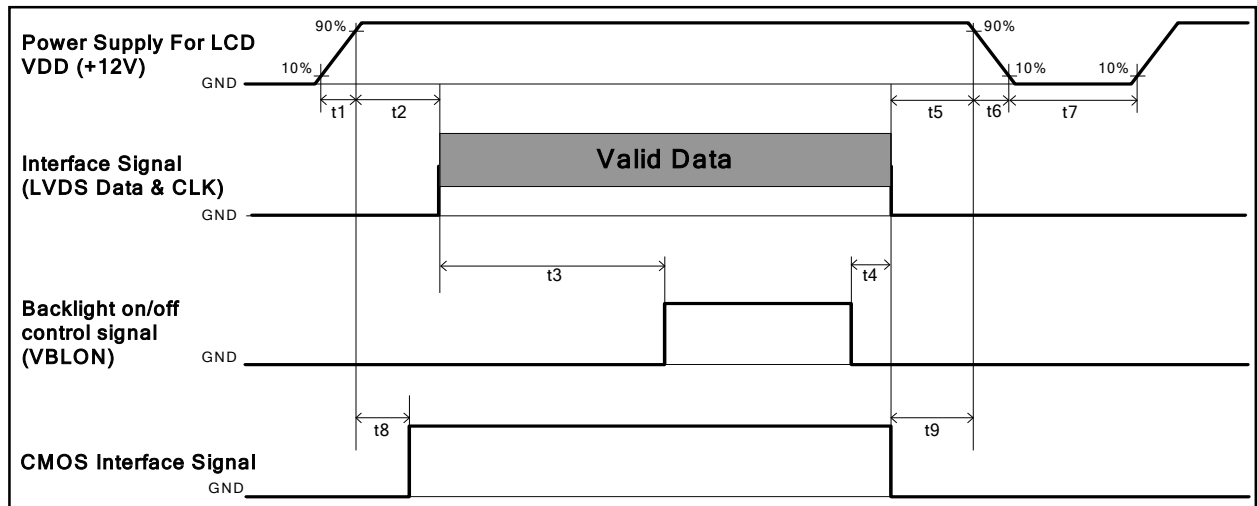 90%
90%
Power Supply For LCD
VDD (+12V)
10%
10%
10%
GND
t1
t2
t5
t6
t7
Valid Data
Interface Signal
(LVDS Data & CLK)
GND
t3
t4
Backlight on/off
control signal
(VBLON)
GND
t8
t9
CMOS Interface Signal
GND